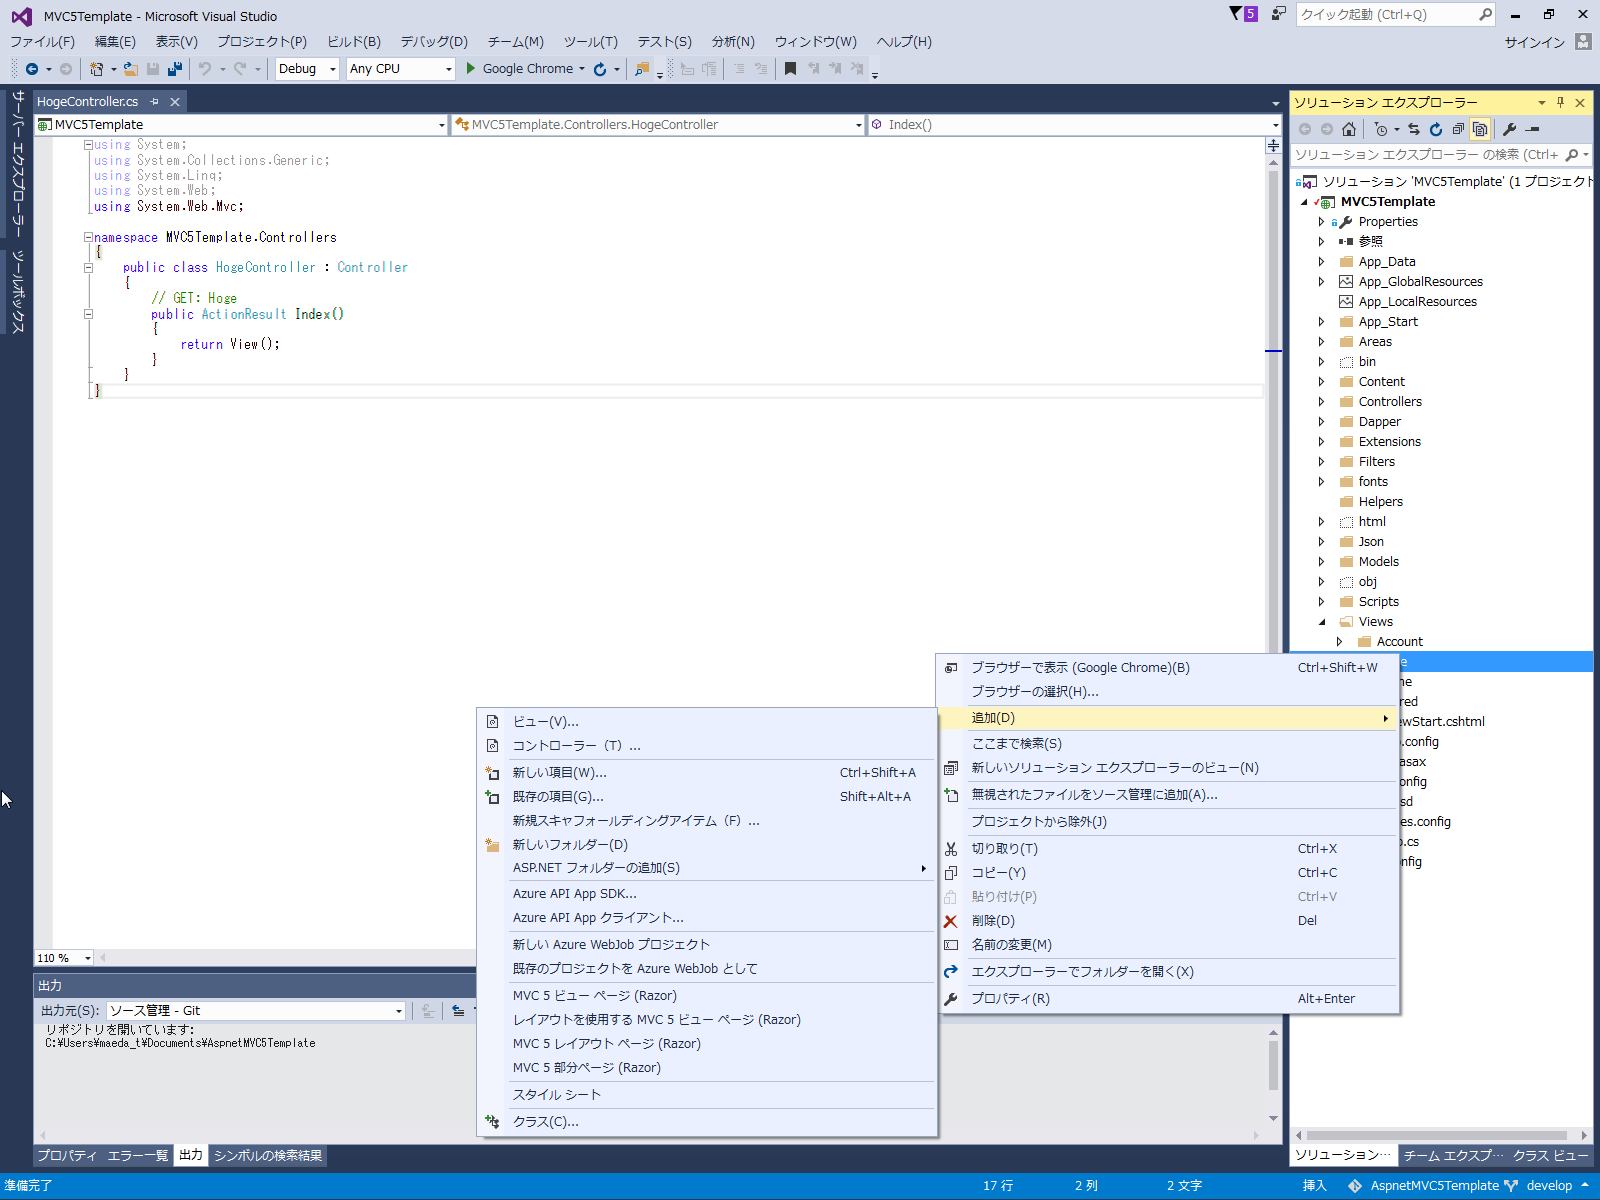 MVC5Template - Microsoft Visual Studio
5
クイック起動 (Ctrl+Q)
ファイル(F) 編集(E) 表示(V) プロジェクト(P) ビルド(B) デバッグ(D) チーム(M) ツール(T) テスト(S) 分析(N) ウィンドウ(W) ヘルプ(H)
サインイン
Debug
Any CPU
Google Chrome
サーバー エクスプローラー
ツールボックス
HogeController.cs
MVC5Template
MVC5Template.Controllers.HogeController
Index()
using System;
using System.Collections.Generic;
using System.Linq;
using System.Web;
using System.Web.Mvc;
namespace MVC5Template.Controllers
{
public class HogeController : Controller
{
// GET: Hoge
public ActionResult Index()
{
return View();
}
}
}
110 %
ソリューション エクスプローラー
ソリューション エクスプローラー の検索 (Ctrl+
ソリューション 'MVC5Template' (1 プロジェクト
MVC5Template
Properties
参照
App_Data
App_GlobalResources
App_LocalResources
App_Start
Areas
bin
Content
Controllers
Dapper
Extensions
Filters
fonts
Helpers
html
Json
Models
obj
Scripts
Views
Account
e
me
red
ewStart.cshtml
.config
asax
nfig
sd
es.config
.cs
nfig
ブラウザーで表示 (Google Chrome)(B) Ctrl+Shift+W
ブラウザーの選択(H)...
追加(D)
ここまで検索(S)
新しいソリューション エクスプローラーのビュー(N)
無視されたファイルをソース管理に追加(A)...
プロジェクトから除外(J)
切り取り(T) Ctrl+X
コピー(Y) Ctrl+C
貼り付け(P) Ctrl+V
削除(D) Del
名前の変更(M)
エクスプローラーでフォルダーを開く(X)
プロパティ(R) Alt+Enter
ビュー(V)...
コントローラー（T）...
新しい項目(W)... Ctrl+Shift+A
既存の項目(G)... Shift+Alt+A
新規スキャフォールディングアイテム（F）...
新しいフォルダー(D)
ASP.NET フォルダーの追加(S)
Azure API App SDK...
Azure API App クライアント...
新しい Azure WebJob プロジェクト
既存のプロジェクトを Azure WebJob として
MVC 5 ビュー ページ (Razor)
レイアウトを使用する MVC 5 ビュー ページ (Razor)
MVC 5 レイアウト ページ (Razor)
MVC 5 部分ページ (Razor)
スタイル シート
クラス(C)...
出力
出力元(S): ソース管理 - Git
リポジトリを開いています:
C:¥Users¥maeda_t¥Documents¥AspnetMVC5Template
プロパティ エラー一覧 出力 シンボルの検索結果
ソリューション… チーム エクスプ… クラス ビュー
準備完了
17 行
2 列
2 文字
挿入
AspnetMVC5Template
develop